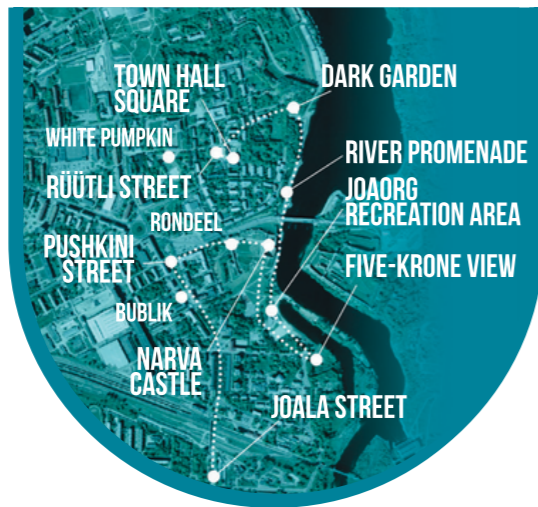 TOWN HALL
SQUARE
DARK GARDEN
WHITE PUMPKIN
RIVER PROMENADE
RÜÜTLI STREET
JOAORG
RECREATION AREA
RONDEEL
PUSHKINI
STREET
FIVE-KRONE VIEW
BUBLIK
NARVA
CASTLE
JOALA STREET